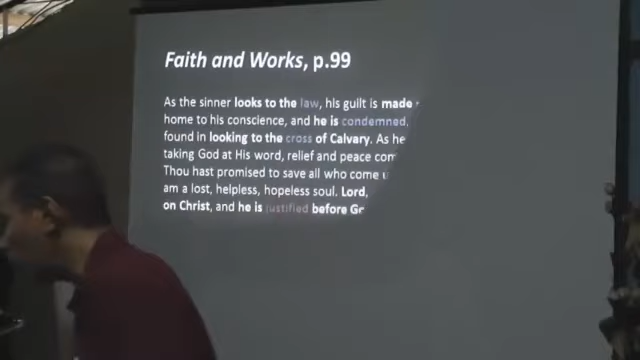 Faith and Works, p.99
As the sinner looks to the law, his guilt is made
home to his conscience, and he is condemned.
found in looking to the cross of Calvary. As he
taking God at His word, relief and peace com
Thou hast promised to save all who come u
am a lost, helpless, hopeless soul. Lord,
on Christ, and he is justified before Gr